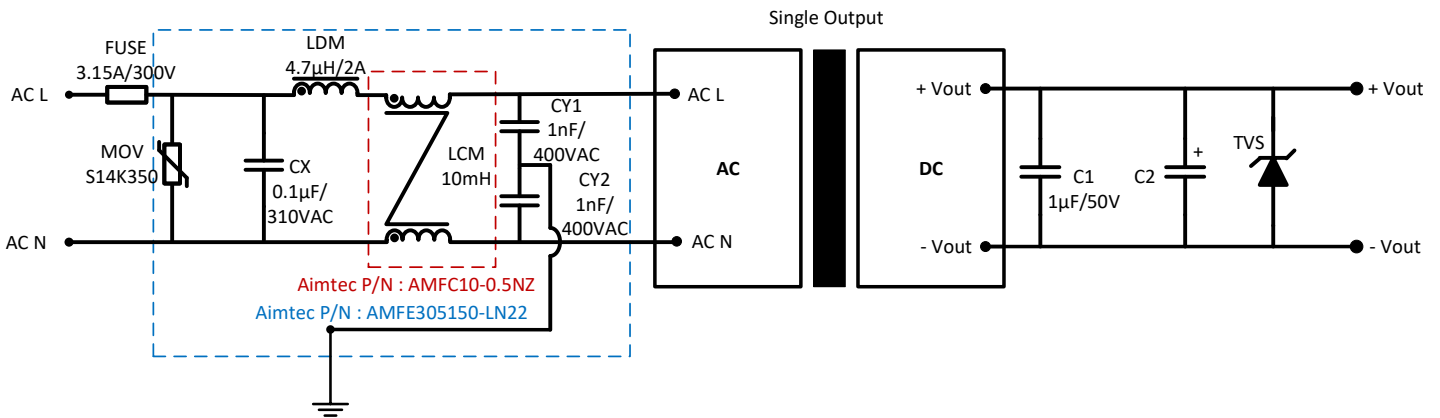 Single Output
FUSE
3.15A/300V
LDM
4.7µH/2A
AC L
MOV
S14K350
CX
0.1µF/
310VAC
LCM
10mH
CY1
1nF/
400VAC
CY2
1nF/
400VAC
AC N
AC L
AC
AC N
+ Vout
DC
- Vout
C1
1µF/50V
C2
+
TVS
+ Vout
- Vout
Aimtec P/N : AMFC10-0.5NZ
Aimtec P/N : AMFE305150-LN22